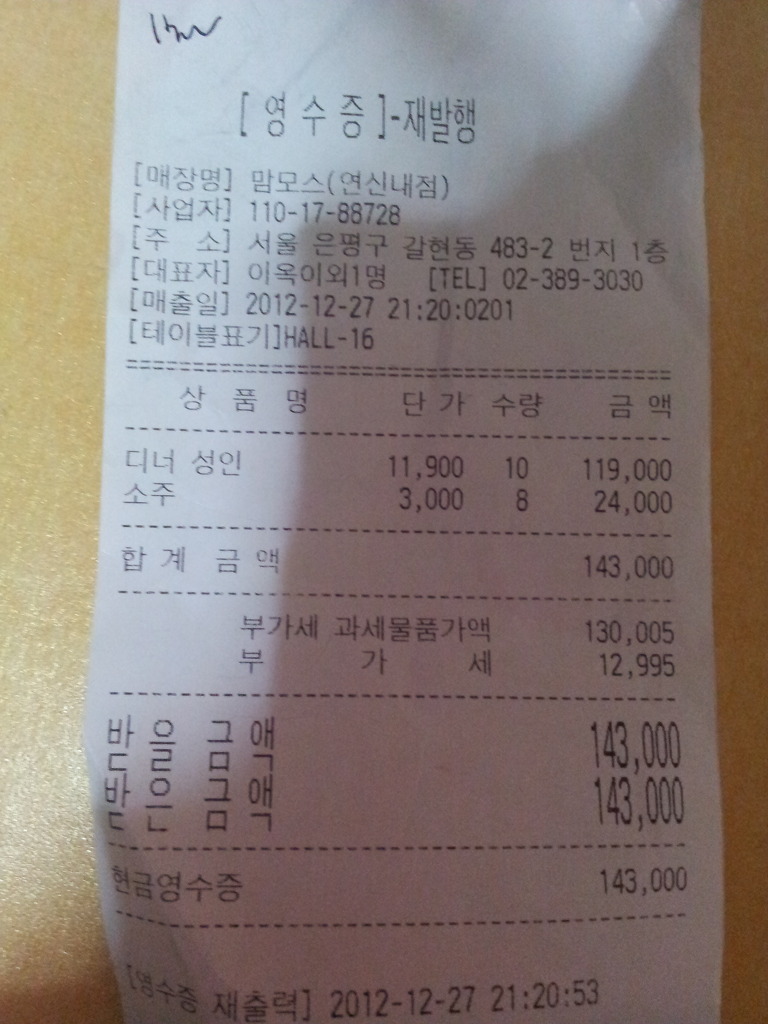 [ 영 수 증 ]-재발행
[매장명] 맘모스(연신내점)
[사업자] 110-17-88728
[주 소] 서울 은평구 갈현동 483-2 번지 1층
[대표자] 이옥이외1명 [TEL] 02-389-3030
[매출일] 2012-12-27 21:20:0201
[테이블표기]HALL-16
상 품 명 단 가 수량 금 액
디너 성인 11,900 10 119,000
소주 3,000 8 24,000
합 계 금 액 143,000
부가세 과세물품가액 130,005
부 가 세 12,995
받 을 금 액 143,000
받 은 금 액 143,000
현금영수증 143,000
[영수증 재출력] 2012-12-27 21:20:53